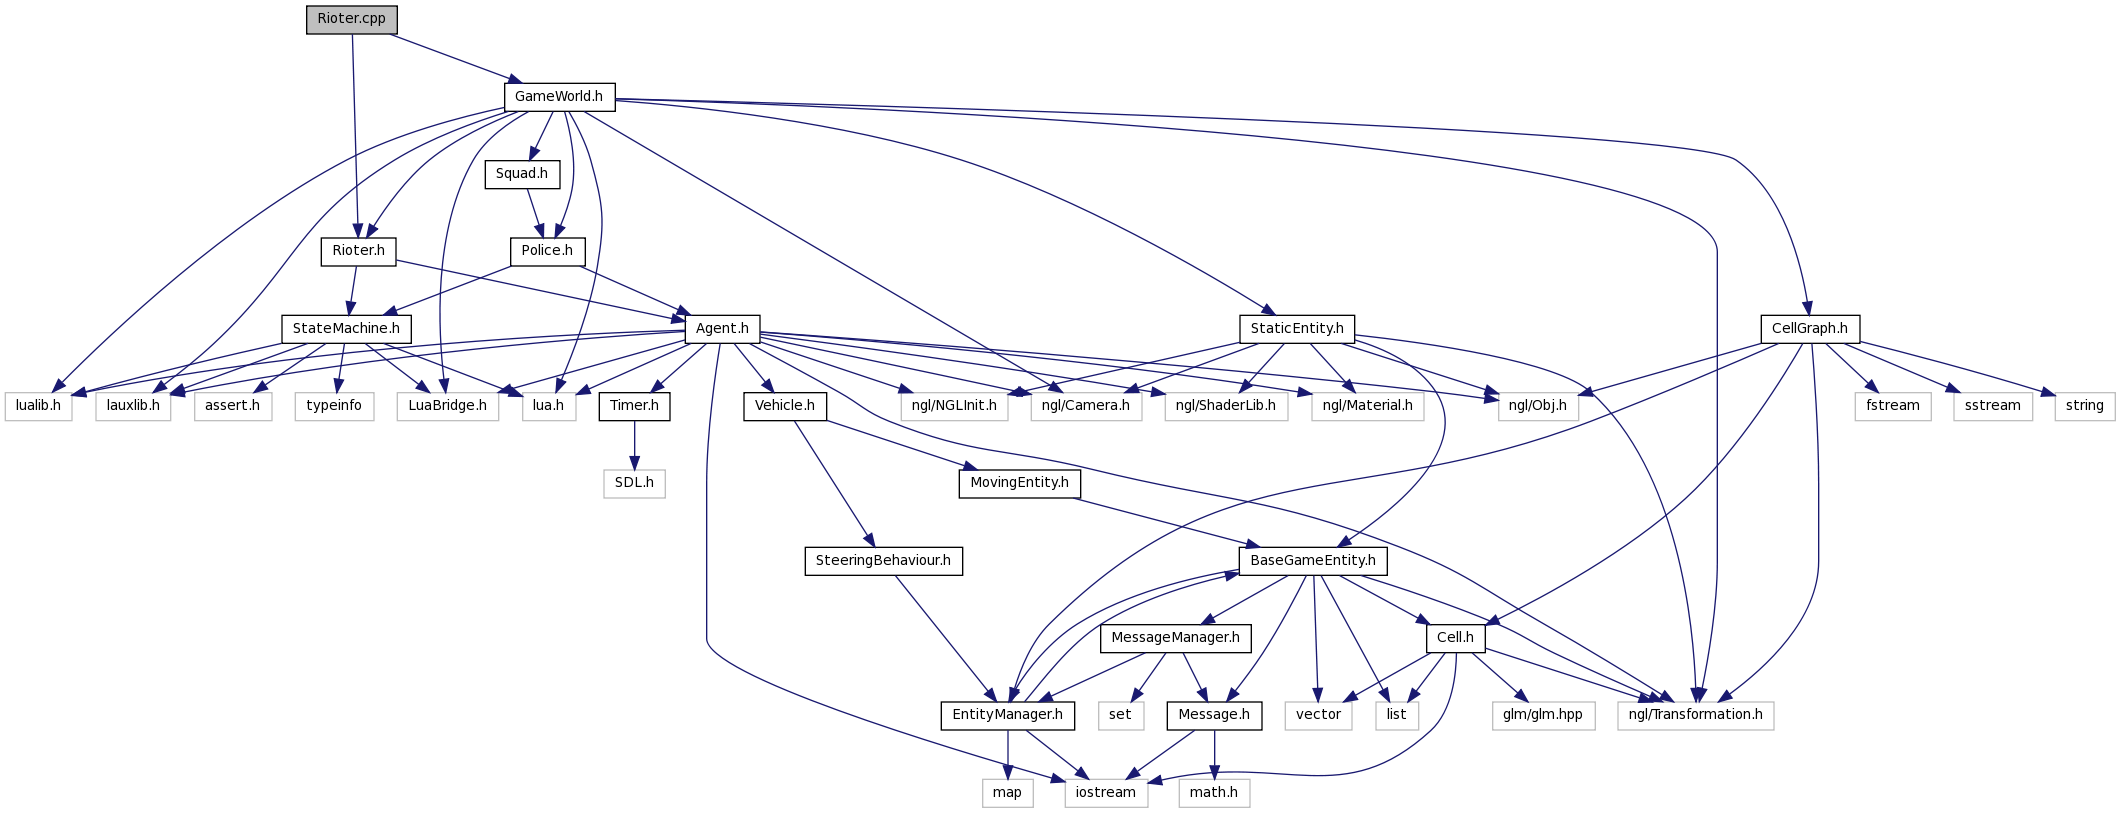 Rioter.cpp
GameWorld.h
Squad.h
Rioter.h
Police.h
StateMachine.h
Agent.h
StaticEntity.h
CellGraph.h
lualib.h
lauxlib.h
assert.h
typeinfo
LuaBridge.h
lua.h
Timer.h
Vehicle.h
ngl/NGLInit.h
ngl/Camera.h
ngl/ShaderLib.h
ngl/Material.h
ngl/Obj.h
fstream
sstream
string
SDL.h
MovingEntity.h
SteeringBehaviour.h
BaseGameEntity.h
MessageManager.h
Cell.h
EntityManager.h
set
Message.h
vector
list
glm/glm.hpp
ngl/Transformation.h
map
iostream
math.h